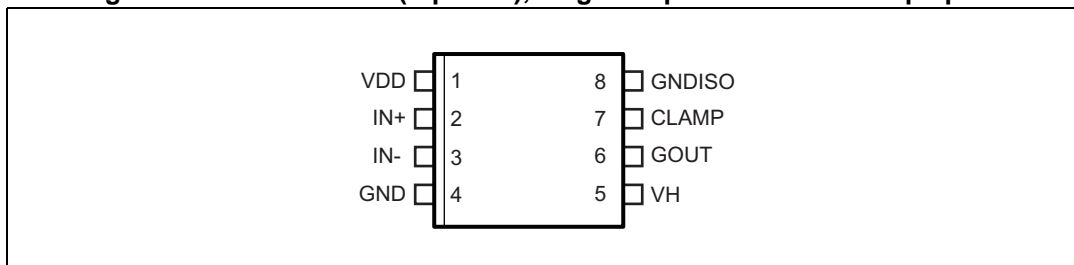 VDD 1 8 GNDISO
IN+ 2 7 CLAMP
IN- 3 6 GOUT
GND 4 5 VH